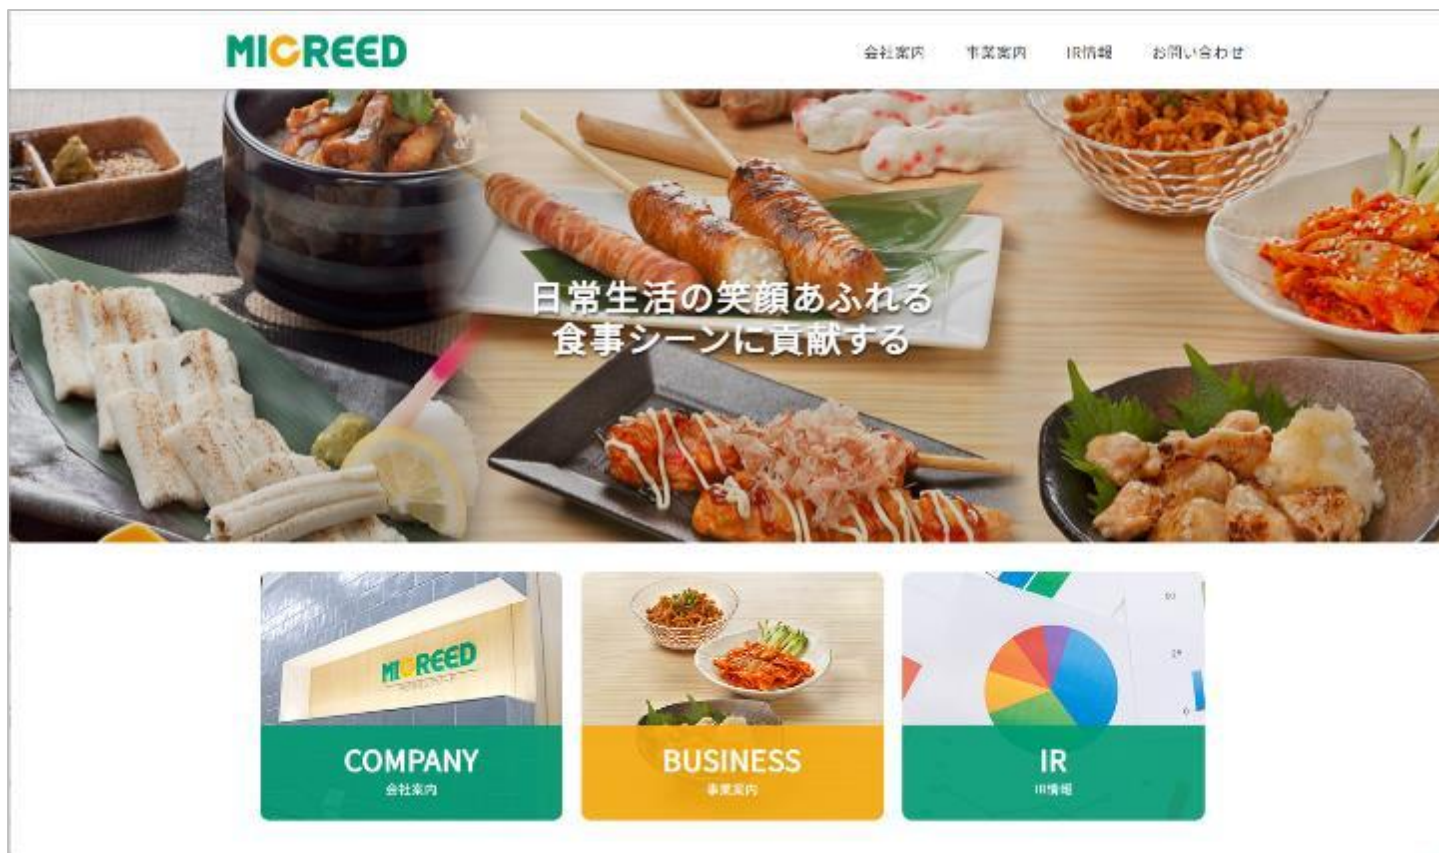 MICREED
会社案内 事業案内 IR情報 お問い合わせ
日常生活の笑顔あふれる
食事シーンに貢献する
MICREED
COMPANY
会社案内
BUSINESS
事業案内
IR
IR情報